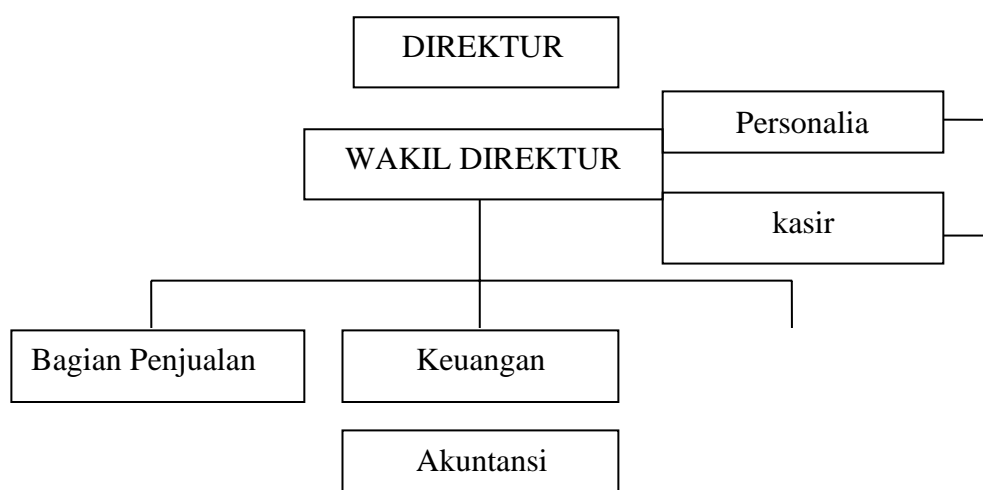 DIREKTUR
Personalia
WAKIL DIREKTUR
kasir
Bagian Penjualan
Keuangan
Akuntansi